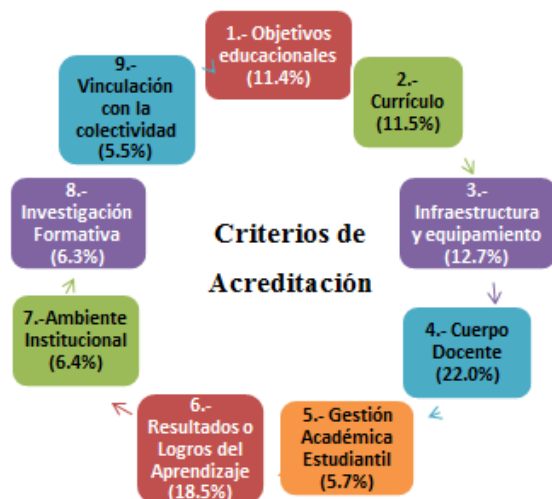 1.- Objetivos
educacionales
(11.4%)
2.-
Currículo
(11.5%)
3.-
Infraestructura
y equipamiento
(12.7%)
4.- Cuerpo
Docente
(22.0%)
5.- Gestión
Académica
Estudiantil
(5.7%)
6.-
Resultados o
Logros del
Aprendizaje
(18.5%)
7.-Ambiente
Institucional
(6.4%)
8.-
Investigación
Formativa
(6.3%)
9.-
Vinculación
con la
colectividad
(5.5%)
Criterios de
Acreditación